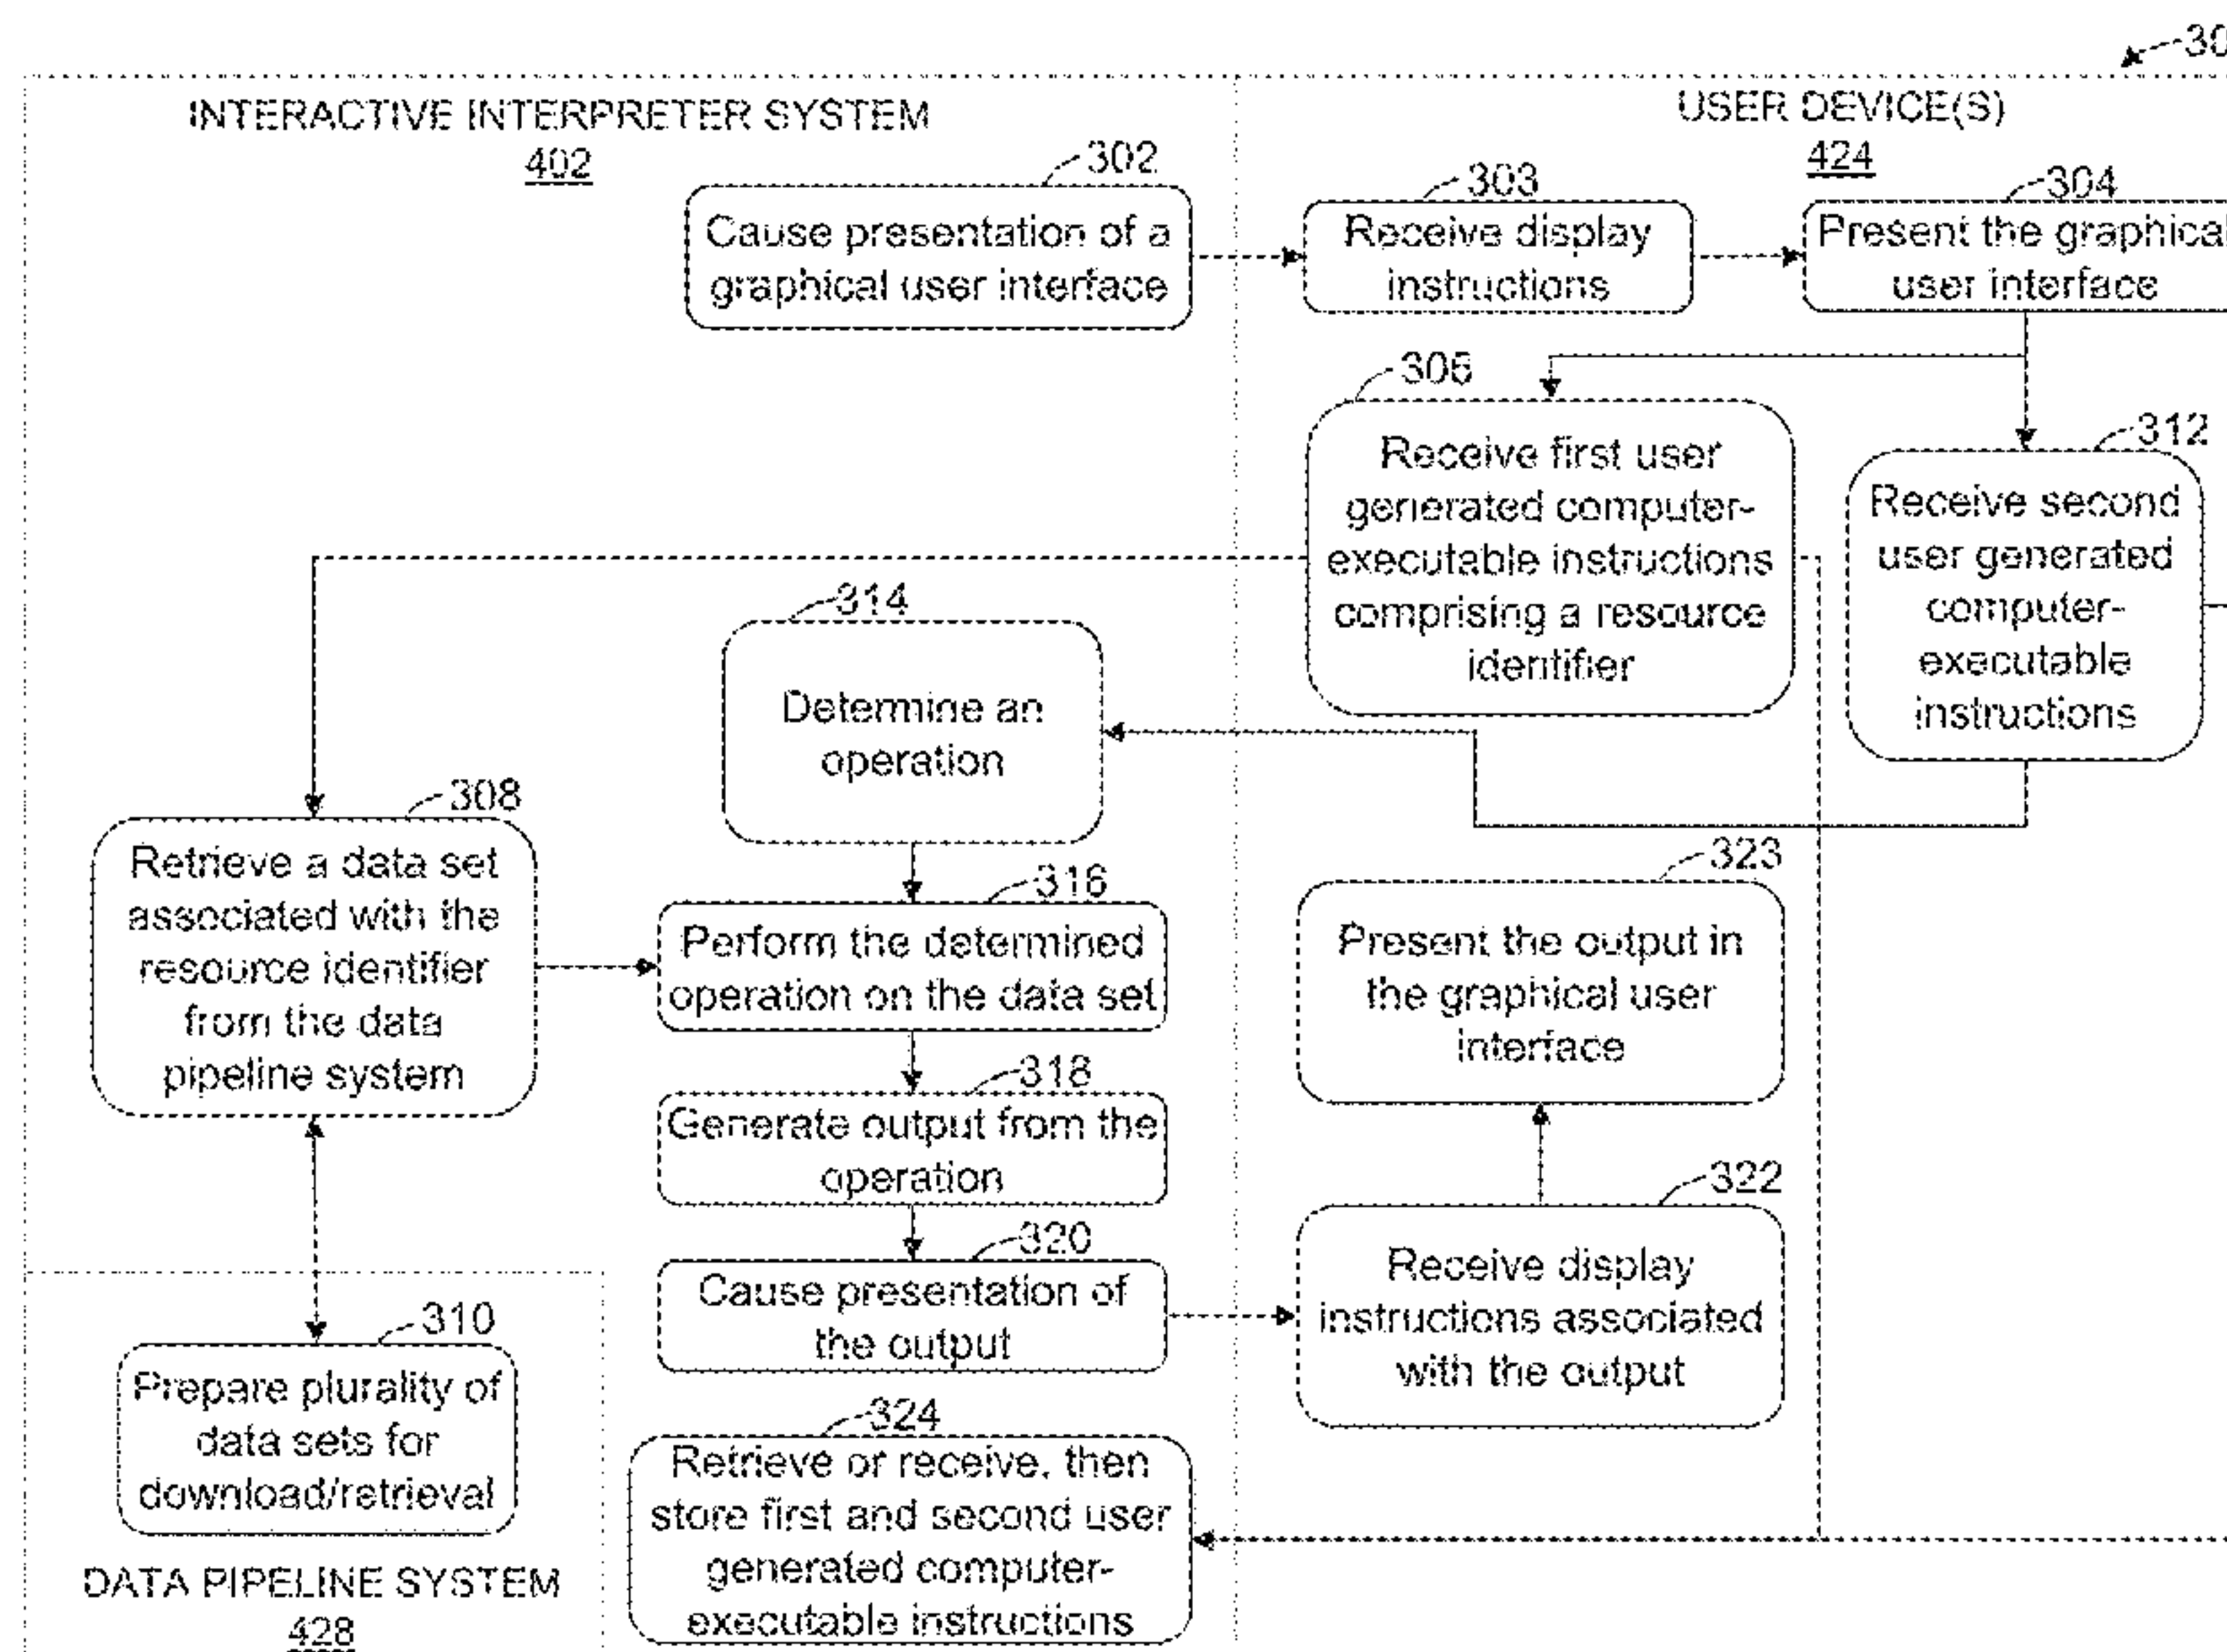 30
INTERACTIVE INTERPRETER SYSTEM
402
USER DEVICE(S)
424
302
Cause presentation of a
graphical user interface
303
Receive display
instructions
304
Present the graphical
user interface
306
Receive first user
generated computer-
executable instructions
comprising a resource
identifier
312
Receive second
user generated
computer-
executable
instructions
314
Determine an
operation
308
Retrieve a data set
associated with the
resource identifier
from the data
pipeline system
316
Perform the determined
operation on the data set
318
Generate output from the
operation
320
Cause presentation of
the output
323
Present the output in
the graphical user
interface
322
Receive display
instructions associated
with the output
310
Prepare plurality of
data sets for
download/retrieval
DATA PIPELINE SYSTEM
428
324
Retrieve or receive, then
store first and second user
generated computer-
executable instructions